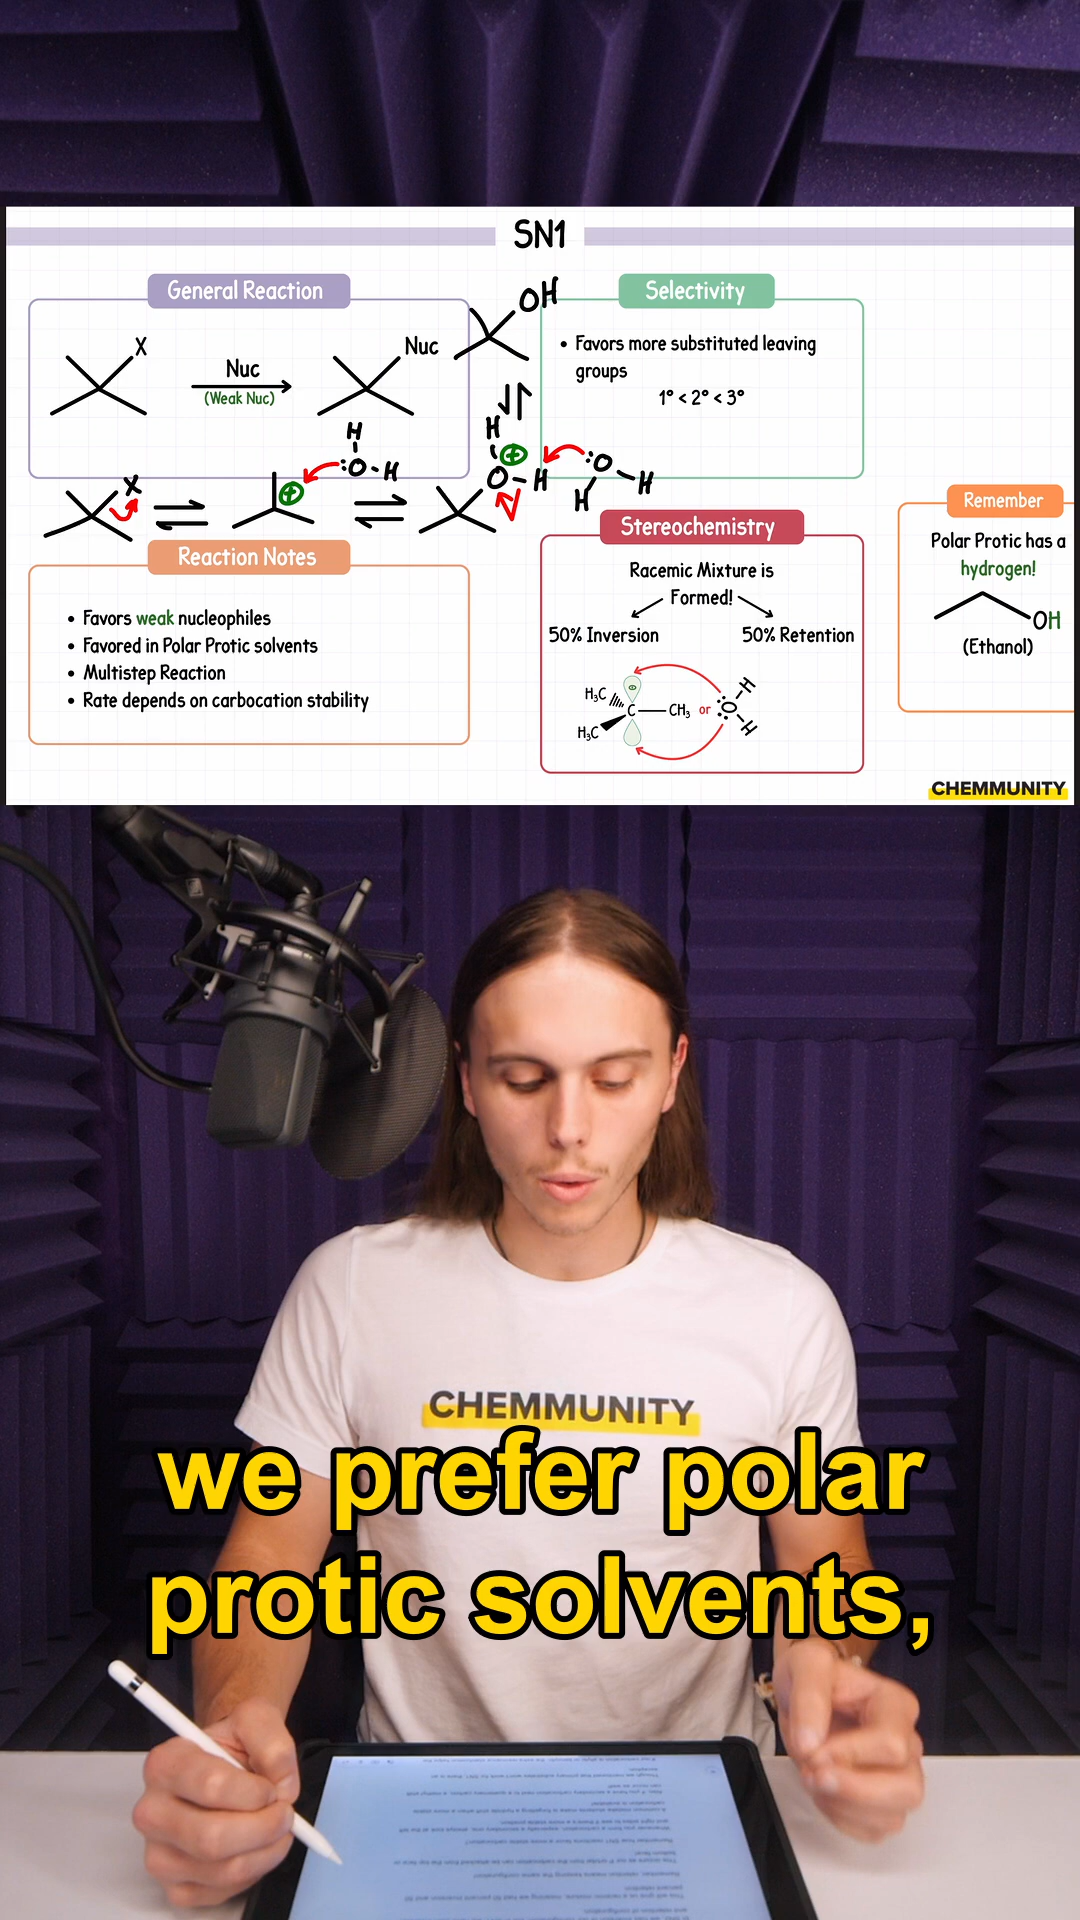 SN1
General Reaction
X
Nuc
(Weak Nuc)
Nuc
OH
H
O-H
X
H
O-H
O
H
H
Selectivity
• Favors more substituted leaving
groups
1° < 2° < 3°
Reaction Notes
• Favors weak nucleophiles
• Favored in Polar Protic solvents
• Multistep Reaction
• Rate depends on carbocation stability
Stereochemistry
Racemic Mixture is
Formed!
50% Inversion
50% Retention
H₃C
C
CH₃
or
O
H
H
H₃C
Remember
Polar Protic has a
hydrogen!
OH
(Ethanol)
CHEMMUNITY
CHEMMUNITY
we prefer polar
protic solvents,